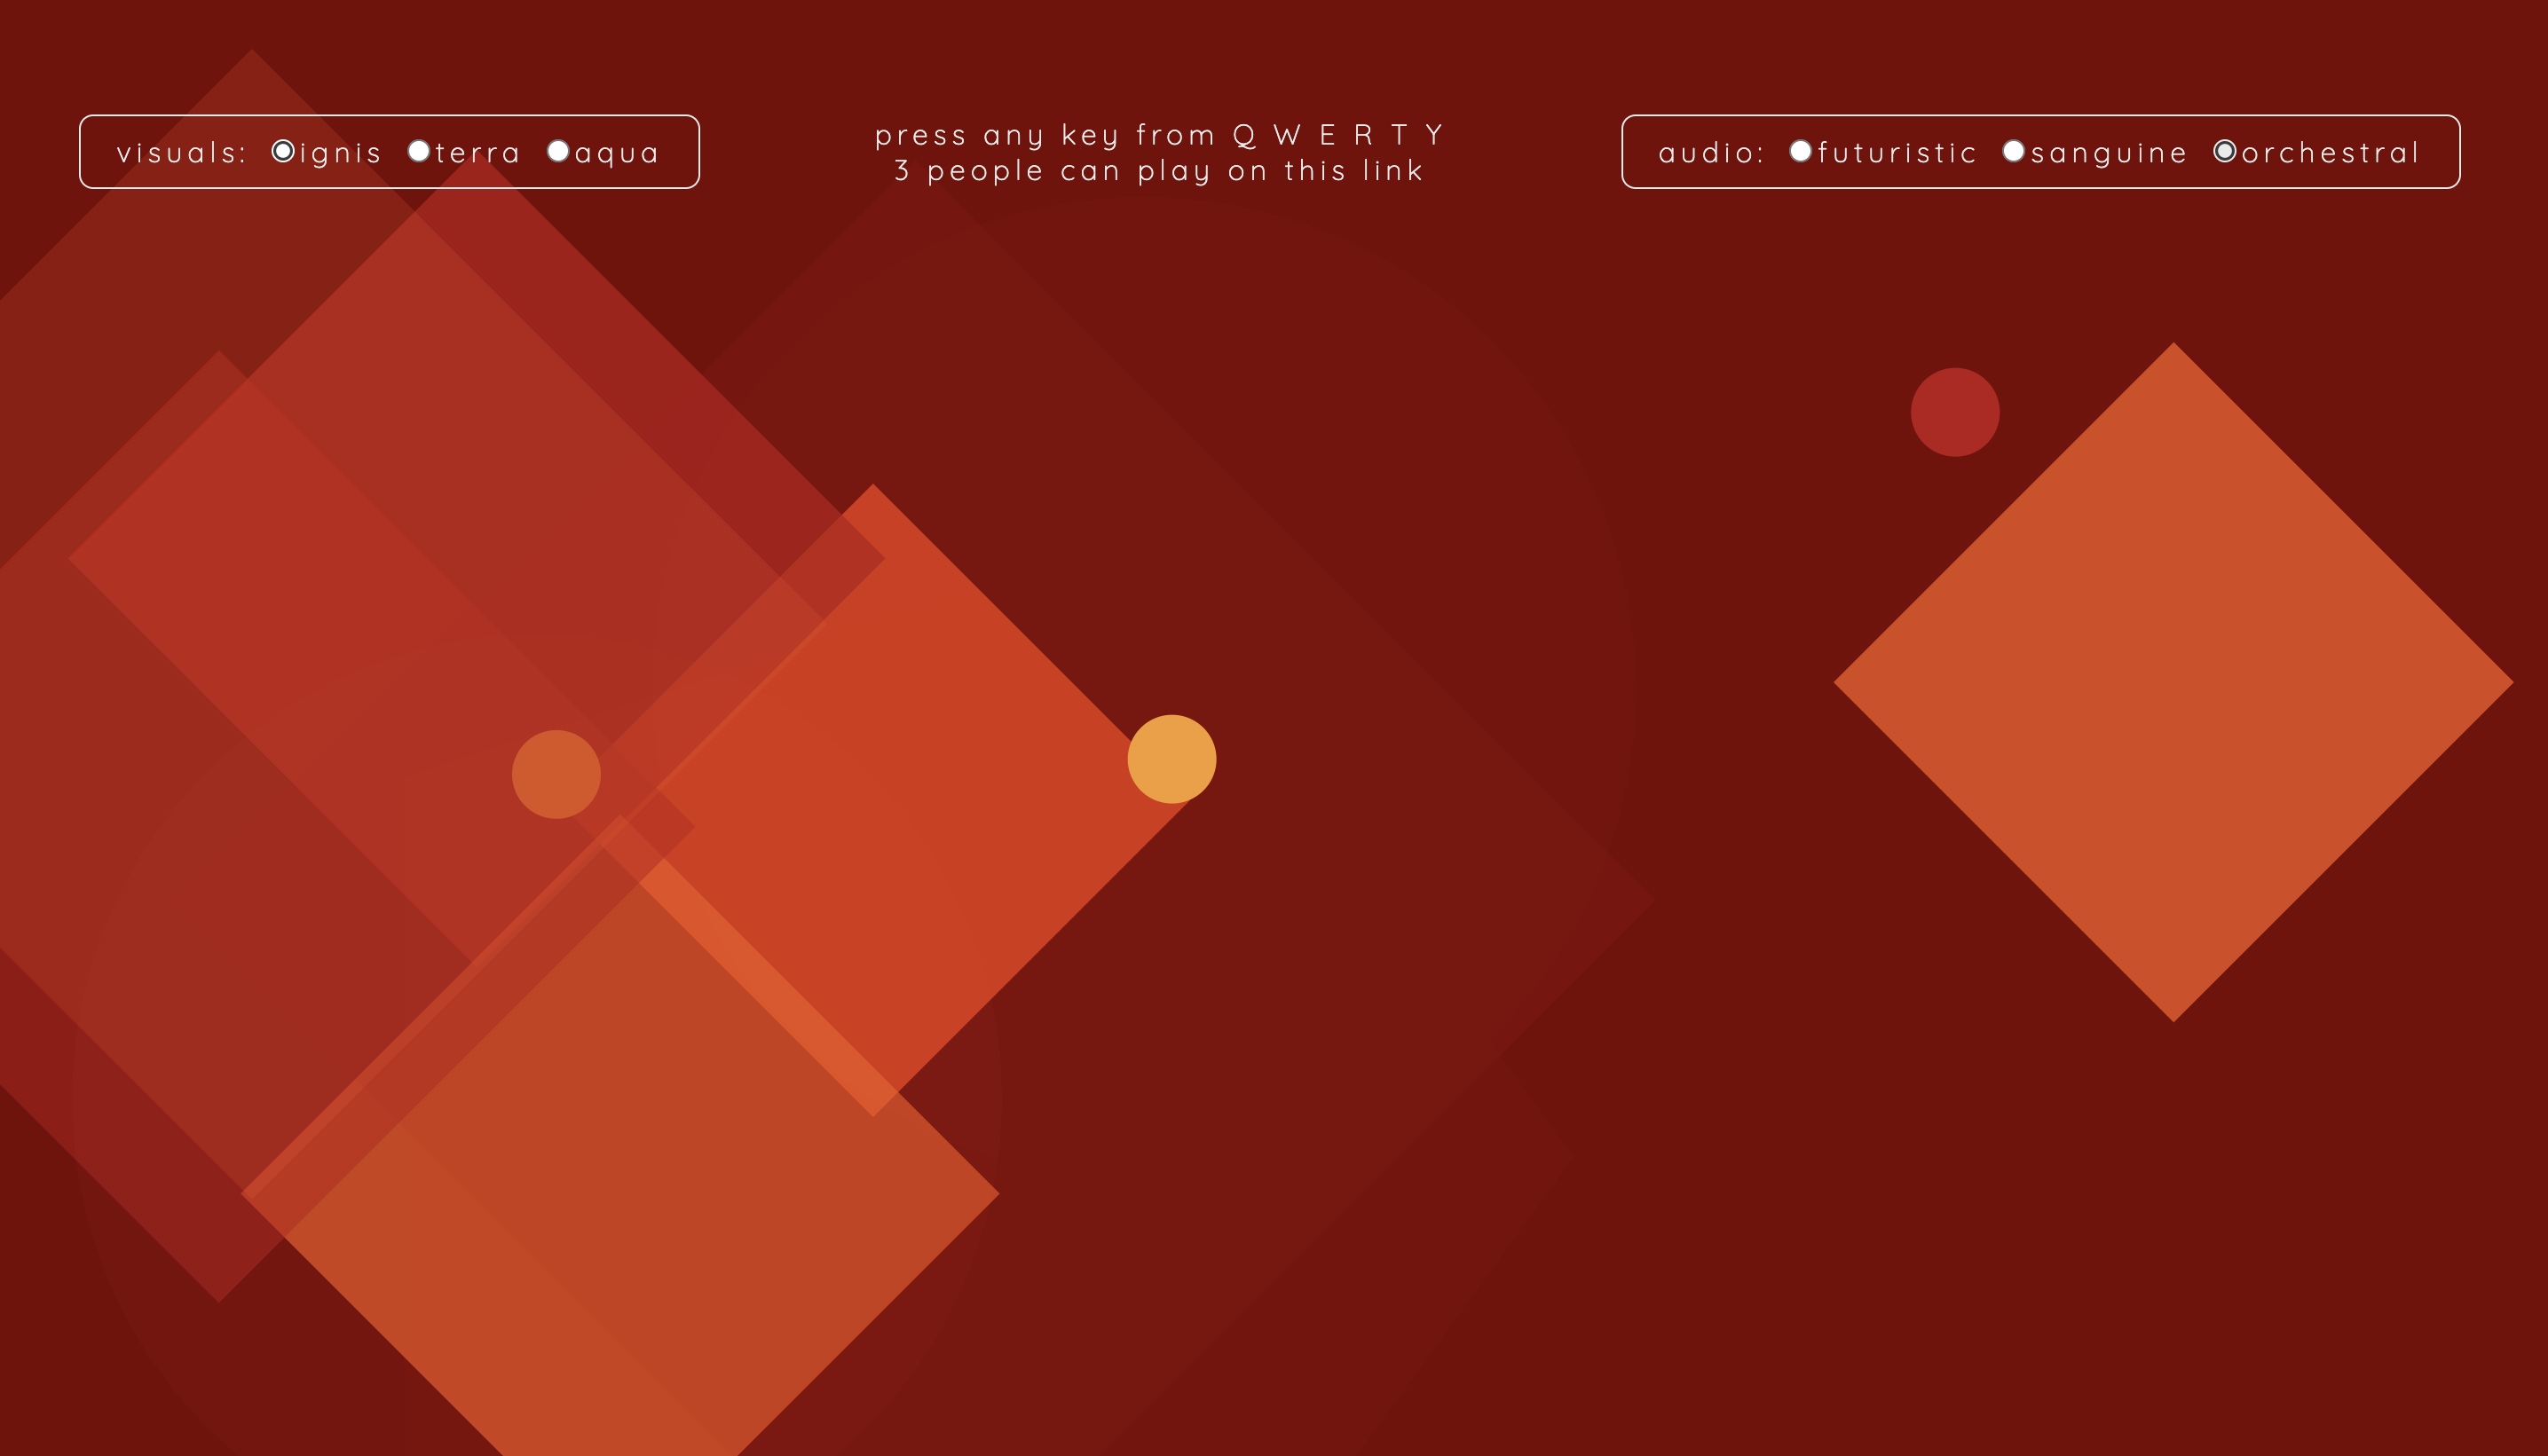 visuals: ignis terra aqua
press any key from Q W E R T Y
3 people can play on this link
audio: futuristic sanguine orchestral